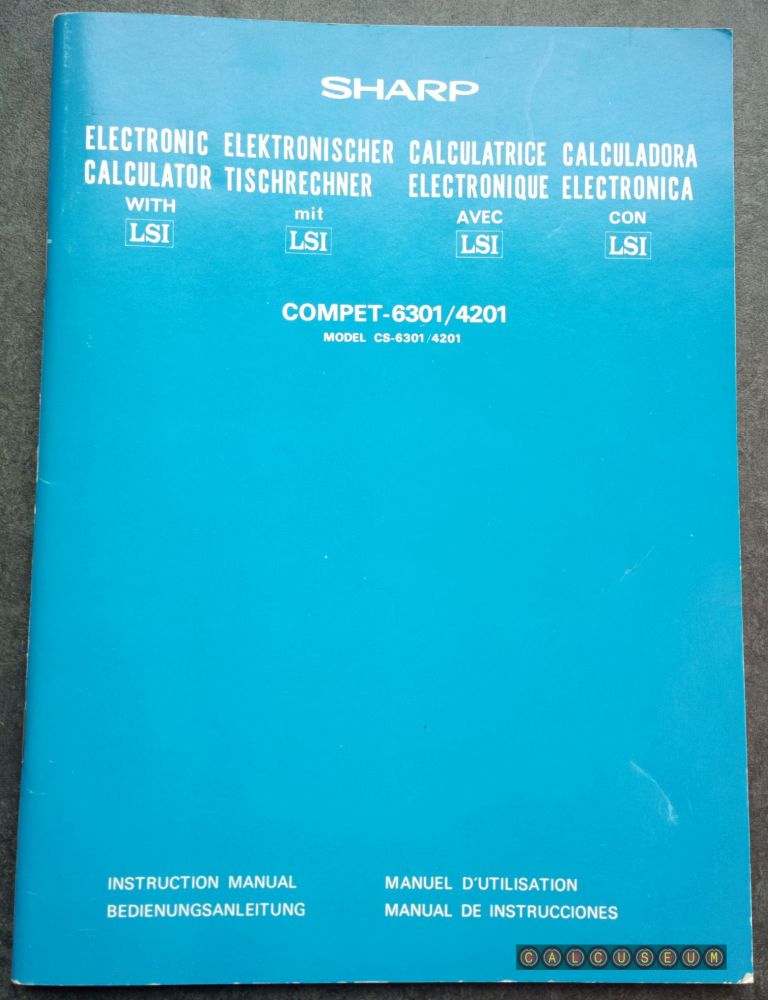 SHARP
ELECTRONIC ELEKTRONISCHER CALCULATRICE CALCULADORA
CALCULATOR TISCHRECHNER ELECTRONIQUE ELECTRONICA
WITH mit AVEC CON
LSI LSI LSI LSI
COMPET-6301/4201
MODEL CS-6301/4201
INSTRUCTION MANUAL MANUEL D'UTILISATION
BEDIENUNGSANLEITUNG MANUAL DE INSTRUCCIONES
CALCUSEUM